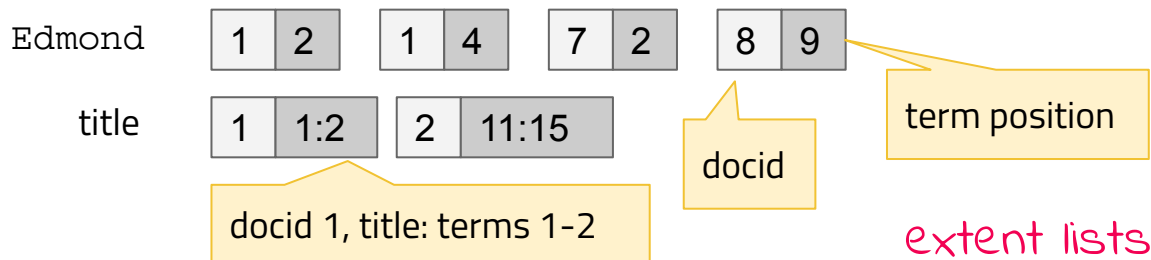 Edmond 1 2 1 4 7 2 8 9
term position
title 1 1:2 2 11:15
docid
docid 1, title: terms 1-2
extent lists